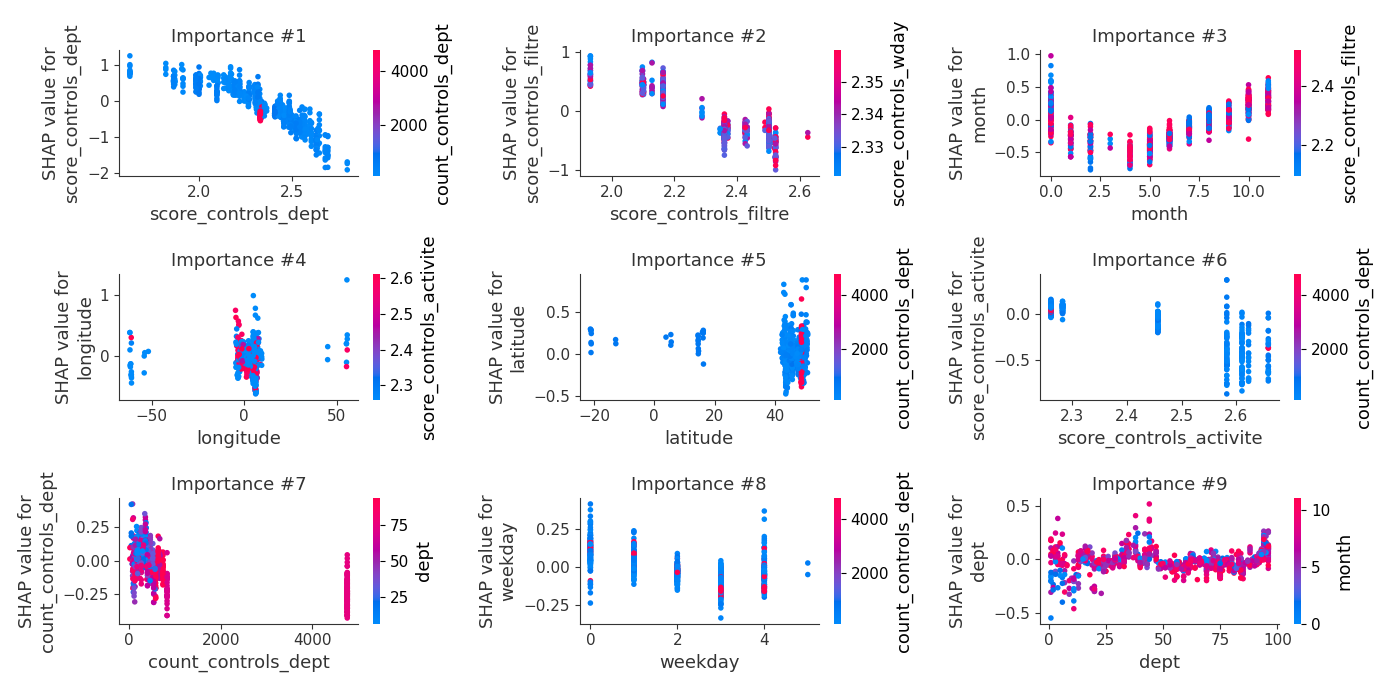 Importance #1
SHAP value for
score_controls_dept
1
0
−1
−2
2.0
2.5
score_controls_dept
4000
2000
count_controls_dept
Importance #2
SHAP value for
score_controls_filtre
1
0
−1
2.0
2.2
2.4
2.6
score_controls_filtre
2.35
2.34
2.33
score_controls_wday
Importance #3
SHAP value for
month
1.0
0.5
0.0
−0.5
0.0
2.5
5.0
7.5
10.0
month
2.4
2.2
score_controls_filtre
Importance #4
SHAP value for
longitude
1
0
−50
0
50
longitude
2.6
2.5
2.4
2.3
score_controls_activite
Importance #5
SHAP value for
latitude
0.5
0.0
−0.5
−20
0
20
40
latitude
4000
2000
count_controls_dept
Importance #6
SHAP value for
score_controls_activite
0.0
−0.5
2.3
2.4
2.5
2.6
score_controls_activite
4000
2000
count_controls_dept
Importance #7
SHAP value for
count_controls_dept
0.25
0.00
−0.25
0
2000
4000
count_controls_dept
75
50
25
dept
Importance #8
SHAP value for
weekday
0.25
0.00
−0.25
0
2
4
weekday
4000
2000
count_controls_dept
Importance #9
SHAP value for
dept
0.5
0.0
−0.5
0
25
50
75
100
dept
10
5
0
month